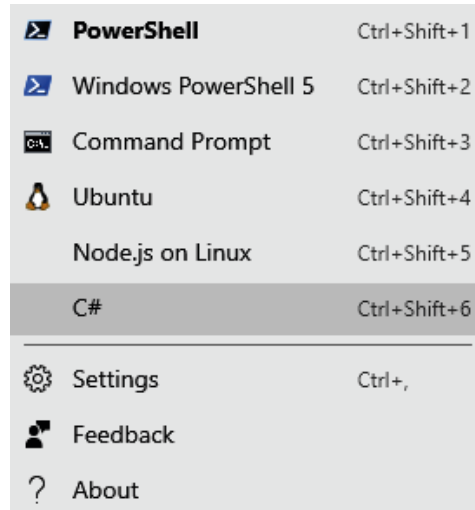 PowerShell Ctrl+Shift+1
Windows PowerShell 5 Ctrl+Shift+2
Command Prompt Ctrl+Shift+3
Ubuntu Ctrl+Shift+4
Node.js on Linux Ctrl+Shift+5
C# Ctrl+Shift+6
Settings Ctrl+,
Feedback
About